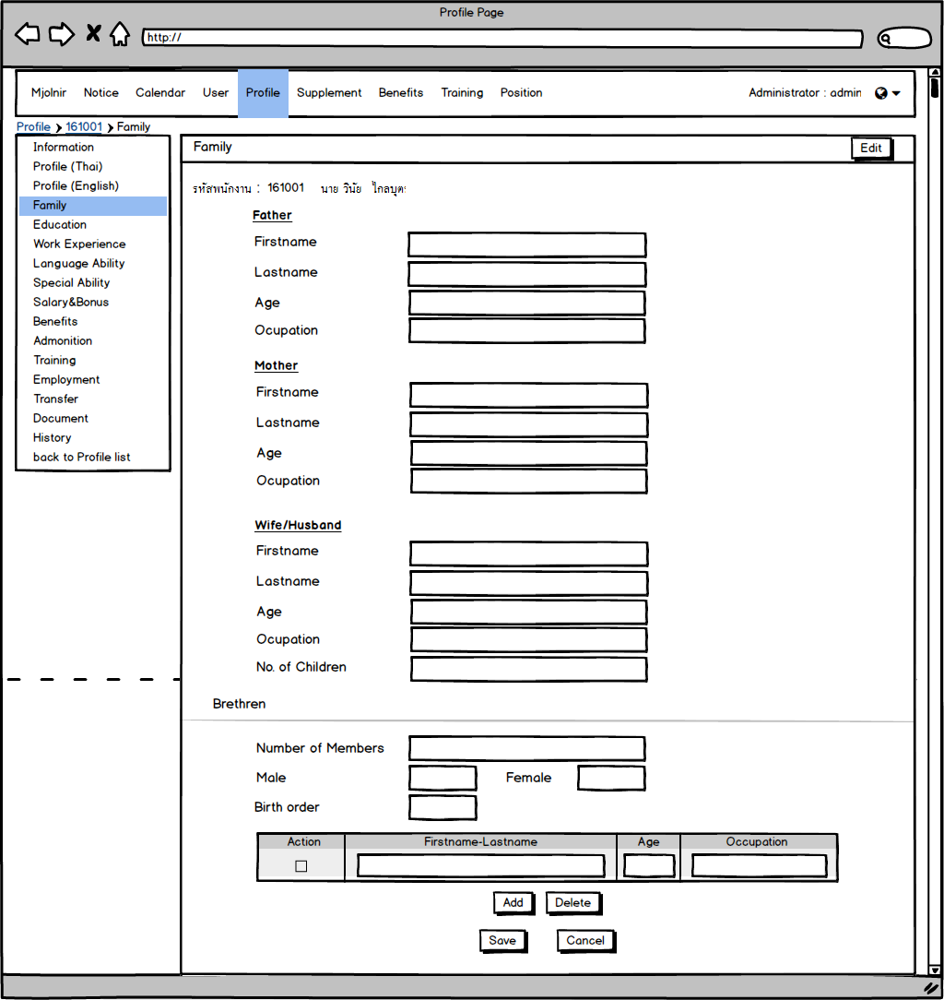 Profile Page
http://
Mjolnir Notice Calendar User Profile Supplement Benefits Training Position Administrator : admin
Profile 161001 Family
Information
Profile (Thai)
Profile (English)
Family
Education
Work Experience
Language Ability
Special Ability
Salary&Bonus
Benefits
Admonition
Training
Employment
Transfer
Document
History
back to Profile list
Family Edit
รหัสพนักงาน : 161001 นาย วินัย ไกลบุตร
Father
Firstname
Lastname
Age
Ocupation
Mother
Firstname
Lastname
Age
Ocupation
Wife/Husband
Firstname
Lastname
Age
Ocupation
No. of Children
Brethren
Number of Members
Male Female
Birth order
Action Firstname-Lastname Age Occupation
Add Delete
Save Cancel